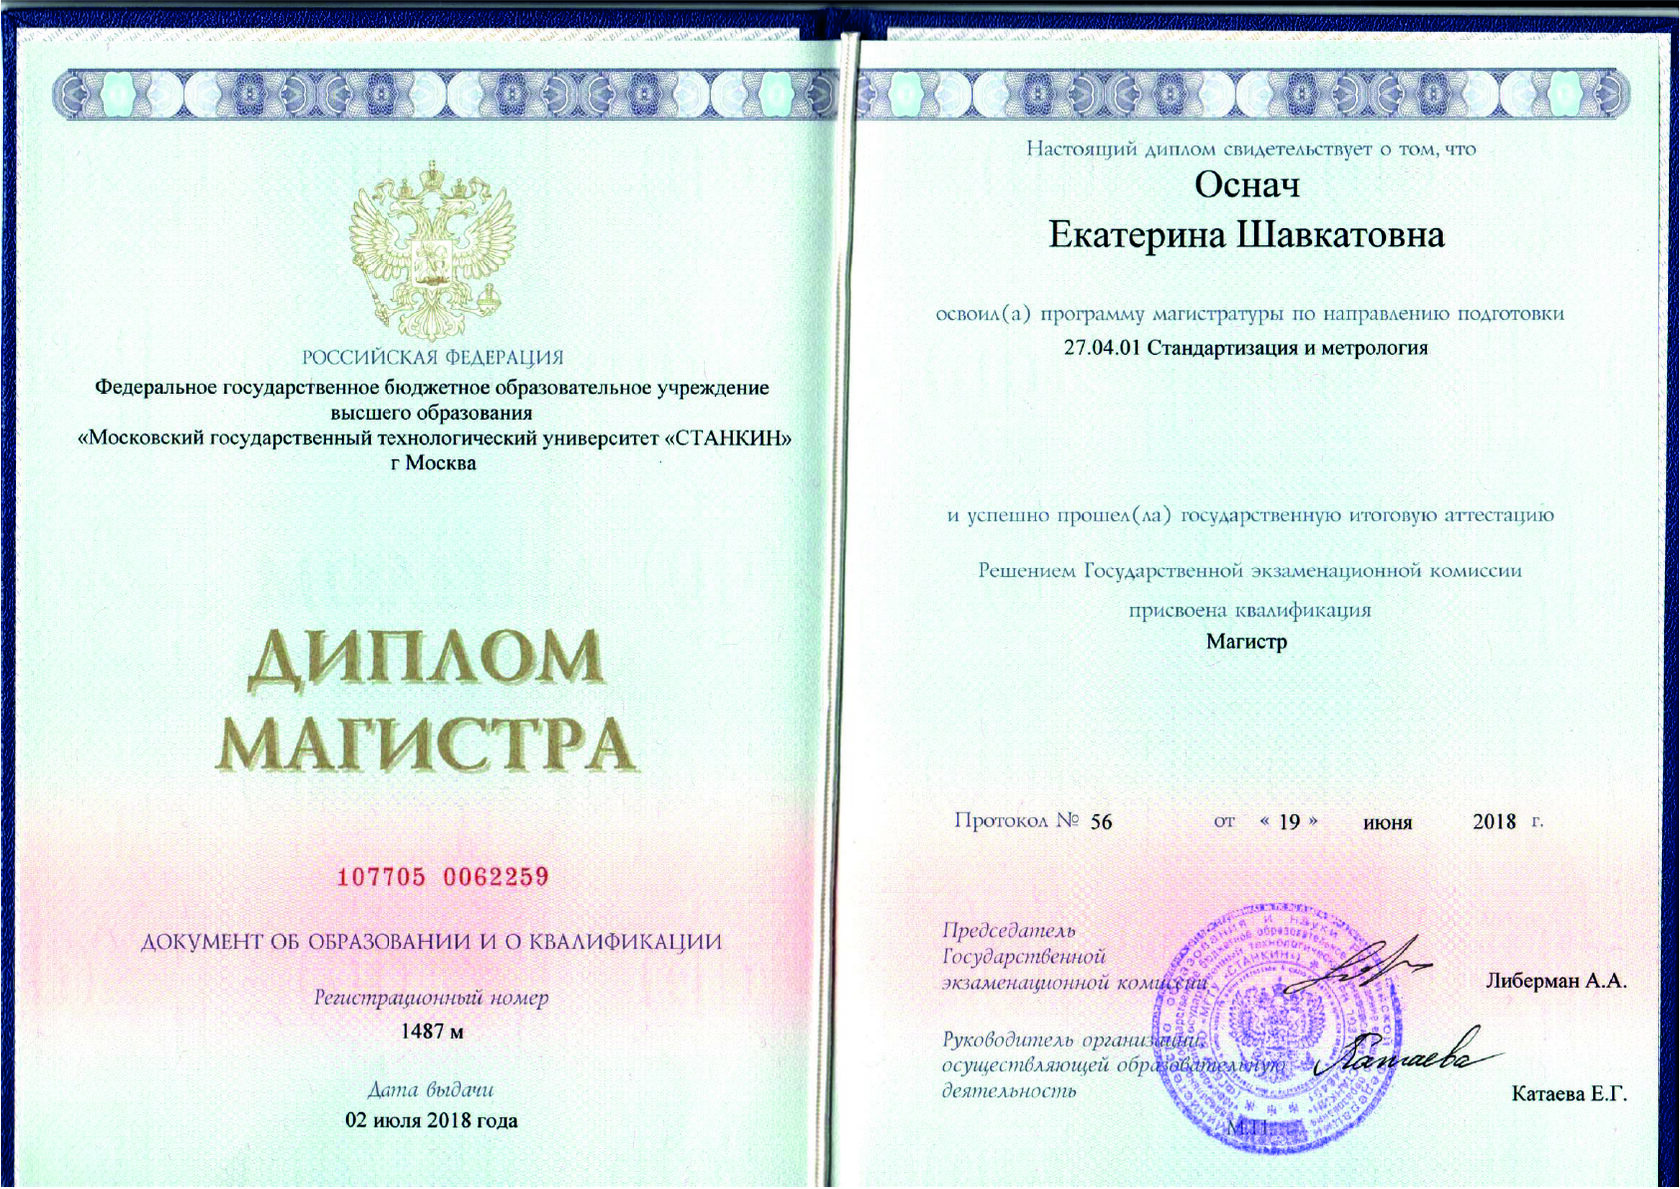 РОССИЙСКАЯ ФЕДЕРАЦИЯ
Федеральное государственное бюджетное образовательное учреждение
высшего образования
«Московский государственный технологический университет «СТАНКИН»
г Москва
ДИПЛОМ
МАГИСТРА
107705 0062259
ДОКУМЕНТ ОБ ОБРАЗОВАНИИ И О КВАЛИФИКАЦИИ
Регистрационный номер
1487 м
Дата выдачи
02 июля 2018 года
Настоящий диплом свидетельствует о том, что
Оснач
Екатерина Шавкатовна
освоил(а) программу магистратуры по направлению подготовки
27.04.01 Стандартизация и метрология
и успешно прошел(ла) государственную итоговую аттестацию
Решением Государственной экзаменационной комиссии
присвоена квалификация
Магистр
Протокол № 56 от « 19 » июня 2018 г.
Председатель
Государственной
экзаменационной комиссии
Либерман А.А.
Руководитель организации,
осуществляющей образовательную
деятельность
Катаева Е.Г.
М.П.